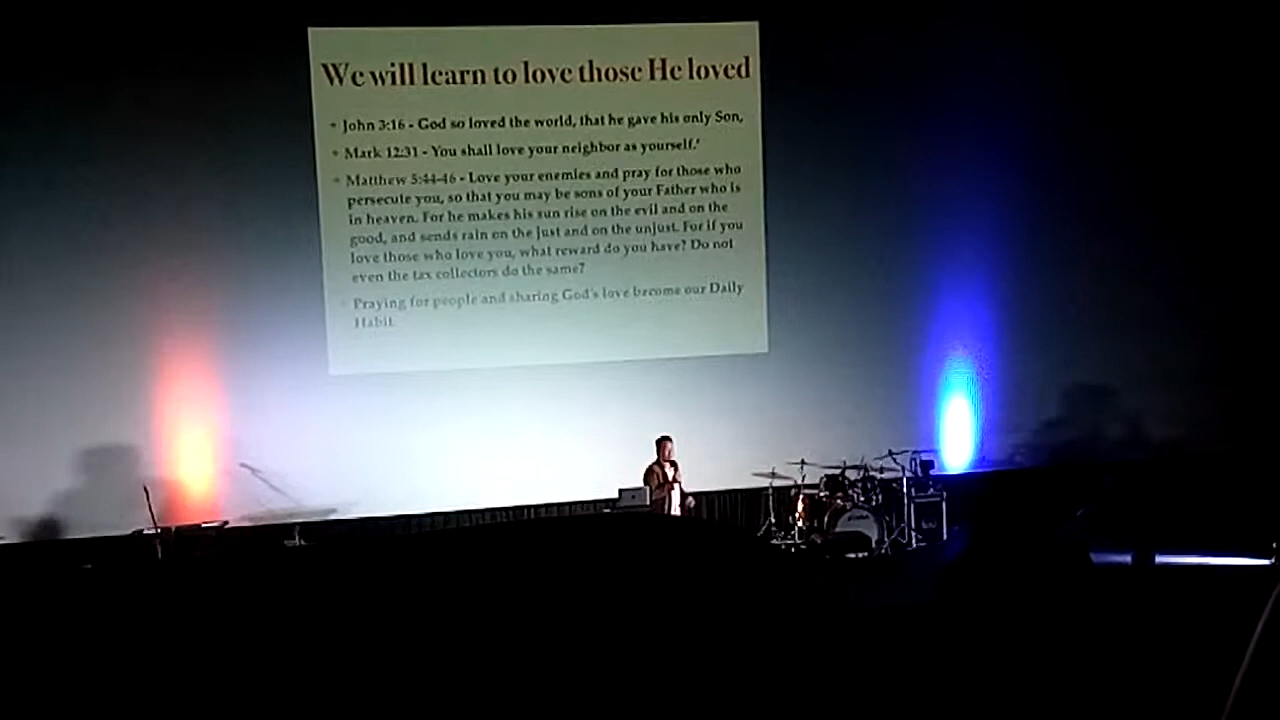 We will learn to love those He loved
John 3:16 - God so loved the world, that he gave his only Son,
Mark 12:31 - You shall love your neighbor as yourself.'
Matthew 5:44-46 - Love your enemies and pray for those who
persecute you, so that you may be sons of your Father who is
in heaven. For he makes his sun rise on the evil and on the
good, and sends rain on the just and on the unjust. For if you
love those who love you, what reward do you have? Do not
even the tax collectors do the same?
Praying for people and sharing God's love become our Daily
Habit.